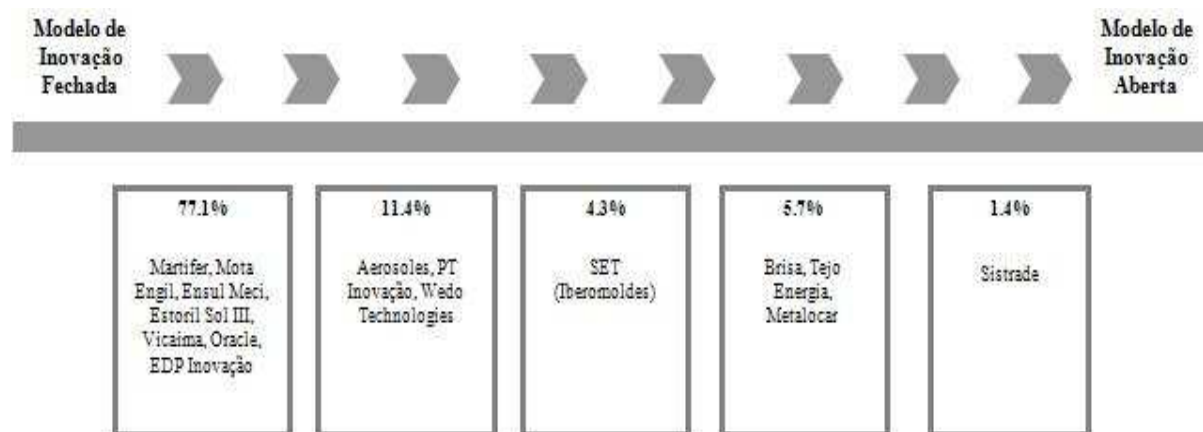 Modelo de
Inovação
Fechada
Modelo de
Inovação
Aberta
77.1%
Martifer, Mota
Engil, Ensul Meci,
Estoril Sol III,
Vicaima, Oracle,
EDP Inovação
11.4%
Aerosoles, PT
Inovação, Wedo
Technologies
4.3%
SET
(Iberomoldes)
5.7%
Brisa, Tejo
Energia,
Metalocar
1.4%
Sistrade